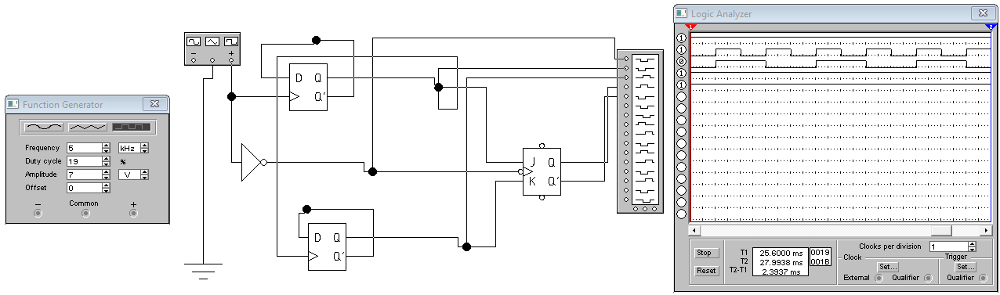 Function Generator
Frequency 5 kHz
Duty cycle 19 %
Amplitude 7 V
Offset 0
− Common +
− +
D Q
Q'
D Q
Q'
J Q
K Q'
Logic Analyzer
1 2
1
1
0
1
1
Stop
Reset
T1 25.6000 ms 0019
T2 27.9938 ms 001B
T2-T1 2.3937 ms
Clocks per division 1
Clock
Set...
External Qualifier
Trigger
Set...
Qualifier